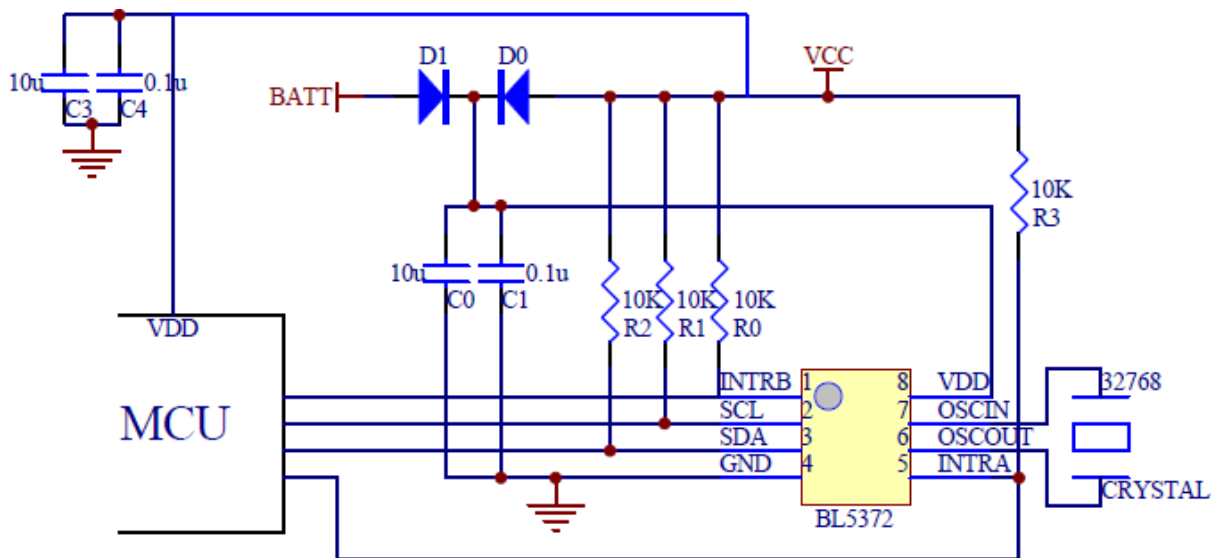 D1 D0 VCC
10u 0.1u
BATT
C3 C4
10K
R3
10u 0.1u
C0 C1
10K 10K 10K
R2 R1 R0
VDD
MCU
INTRB 1 8 VDD 32768
SCL 2 7 OSCIN
SDA 3 6 OSCOUT
GND 4 5 INTRA
CRYSTAL
BL5372